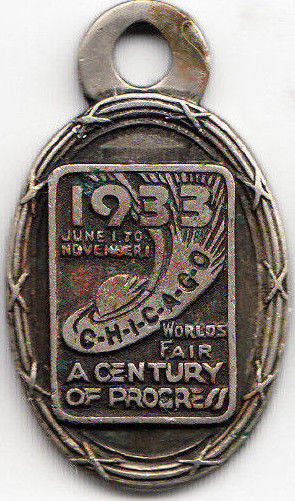 1933
JUNE 1 TO
NOVEMBER 1
C-H-I-C-A-G-O
WORLDS
FAIR
A CENTURY
OF PROGRESS